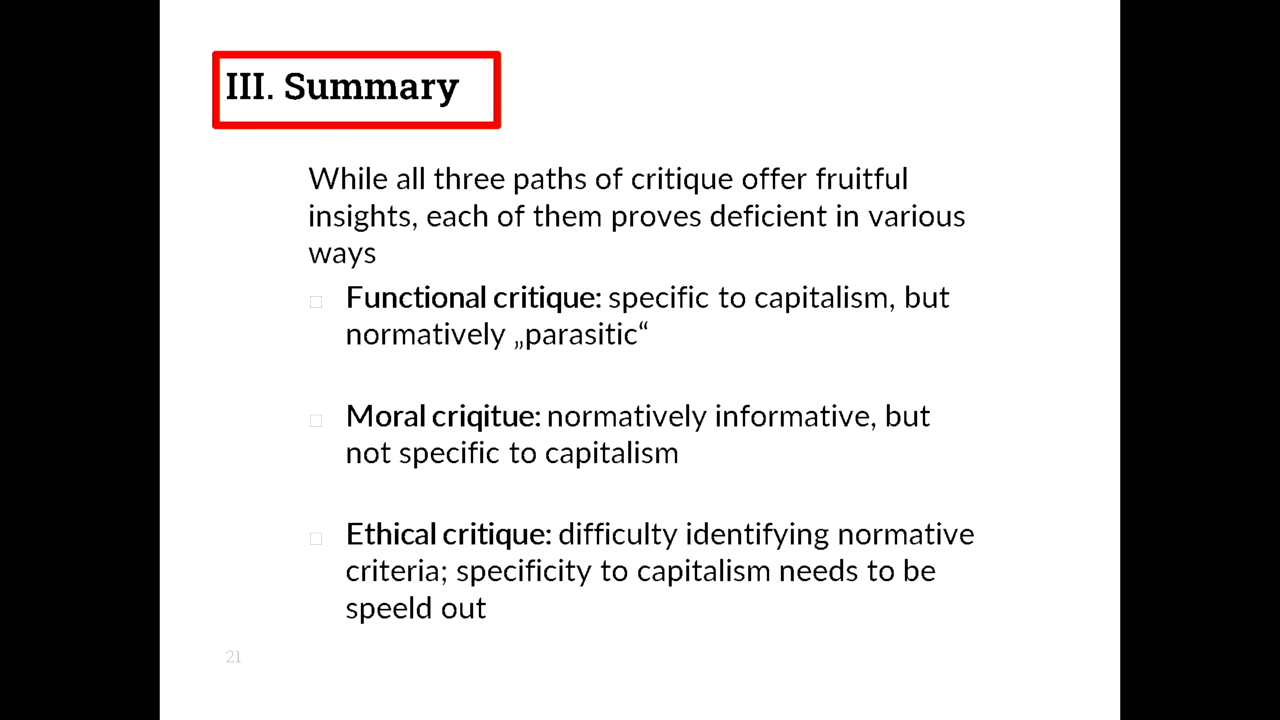 III. Summary
While all three paths of critique offer fruitful
insights, each of them proves deficient in various
ways
Functional critique: specific to capitalism, but
normatively „parasitic“
Moral criqitue: normatively informative, but
not specific to capitalism
Ethical critique: difficulty identifying normative
criteria; specificity to capitalism needs to be
speeld out
21